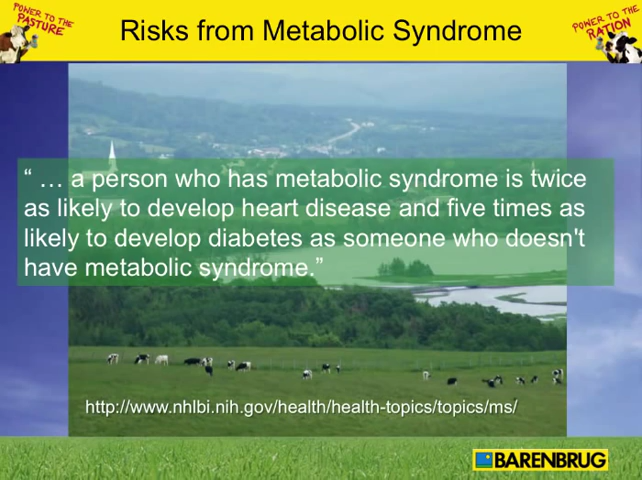 POWER TO THE
PASTURE
Risks from Metabolic Syndrome
POWER TO THE
RATION
“ … a person who has metabolic syndrome is twice
as likely to develop heart disease and five times as
likely to develop diabetes as someone who doesn't
have metabolic syndrome.”
http://www.nhlbi.nih.gov/health/health-topics/topics/ms/
BARENBRUG